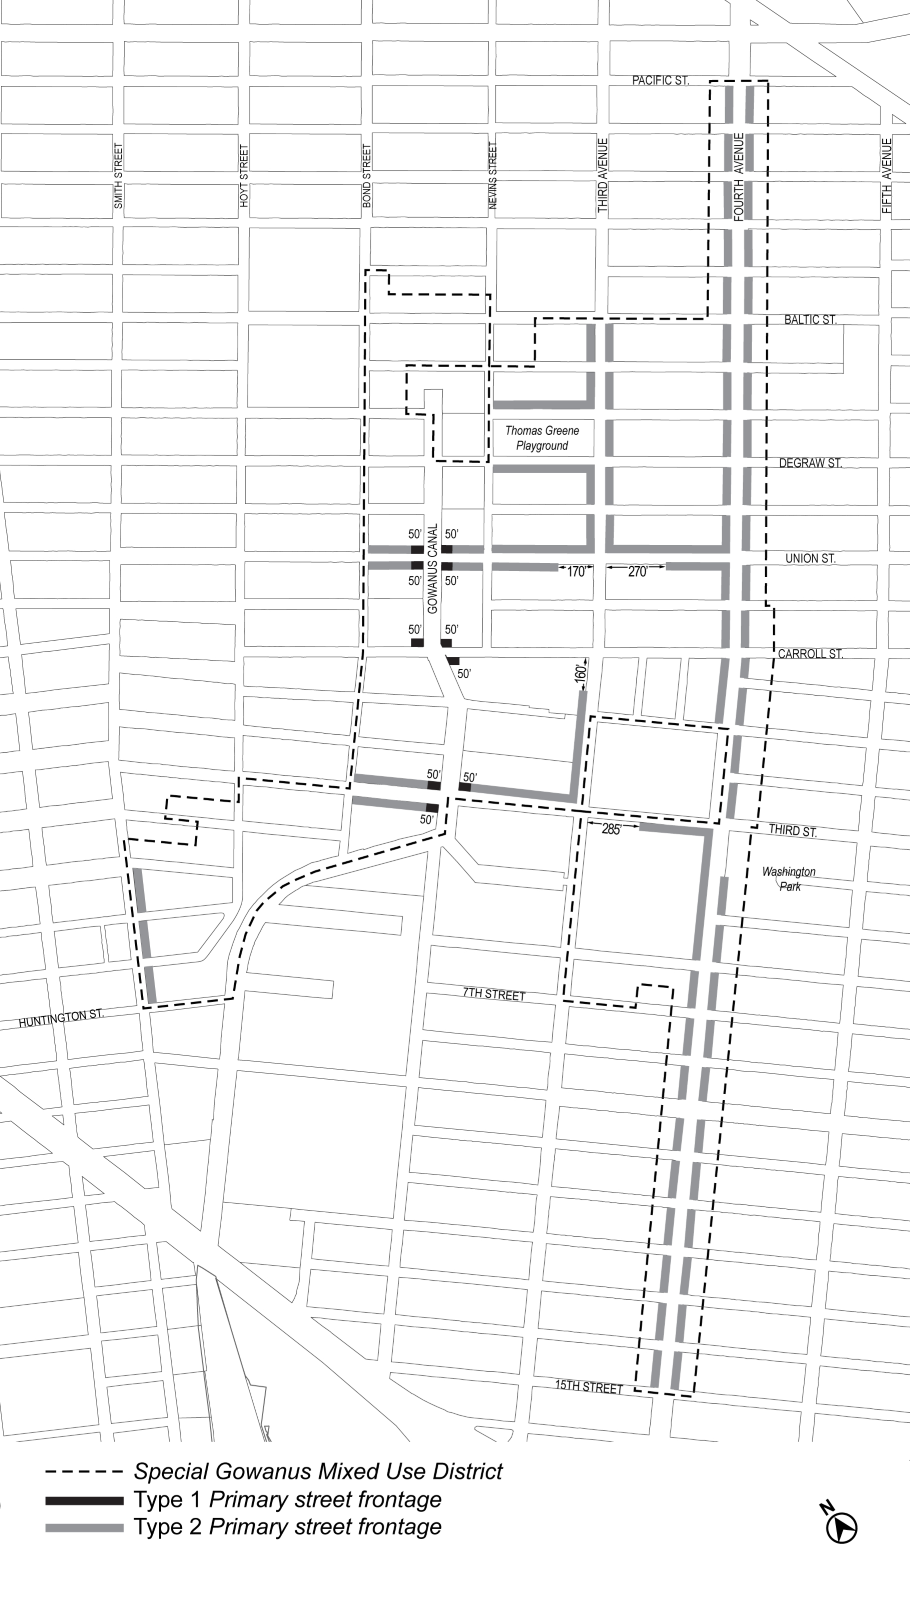 PACIFIC ST.
SMITH STREET
HOYT STREET
BOND STREET
NEVINS STREET
THIRD AVENUE
FOURTH AVENUE
FIFTH AVENUE
BALTIC ST.
Thomas Greene
Playground
DEGRAW ST.
GOWANUS CANAL
50'
50'
UNION ST.
50'
50'
170'
270'
50'
50'
CARROLL ST.
50'
160'
50'
50'
50'
285'
THIRD ST.
Washington
Park
7TH STREET
HUNTINGTON ST.
15TH STREET
Special Gowanus Mixed Use District
Type 1 Primary street frontage
Type 2 Primary street frontage
N